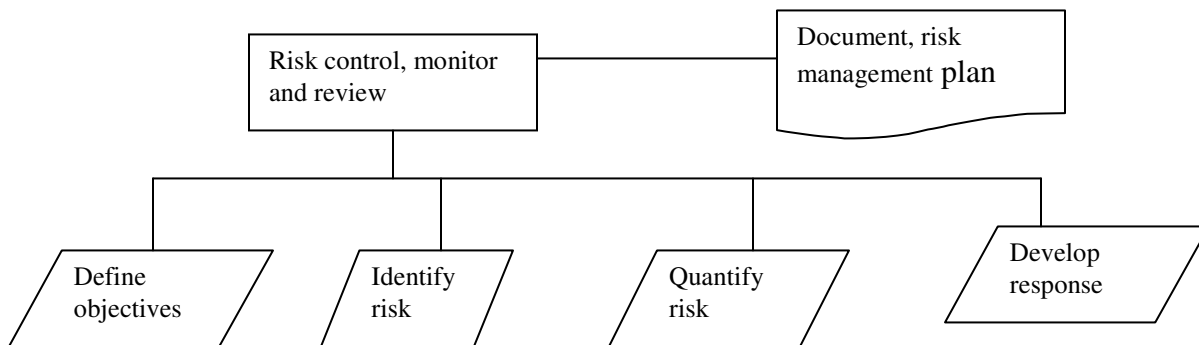 Risk control, monitor
and review
Document, risk
management plan
Define
objectives
Identify
risk
Quantify
risk
Develop
response